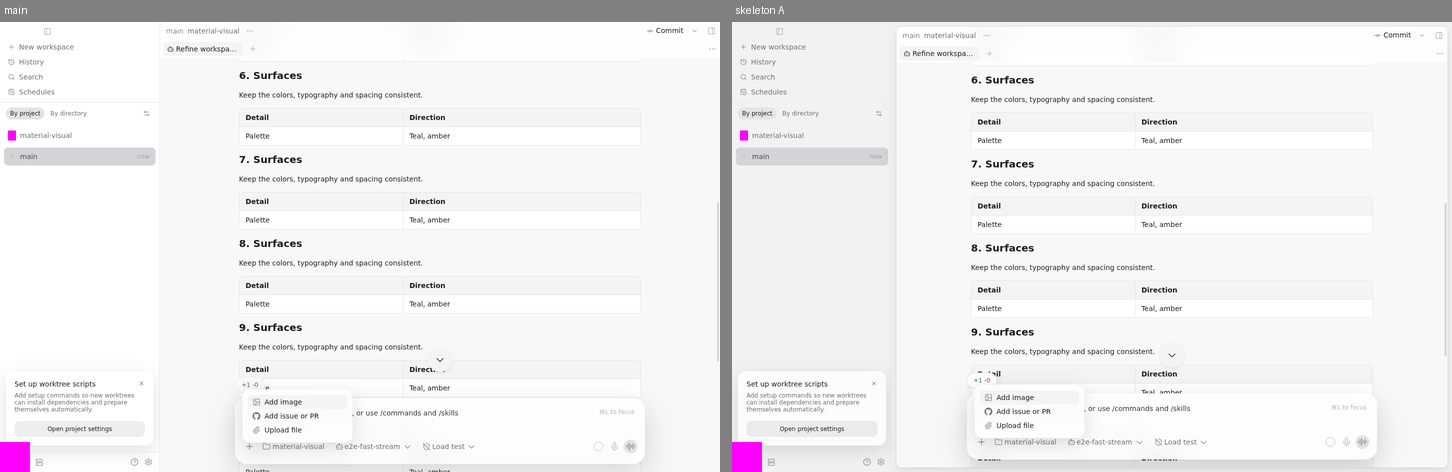 main
main material-visual ...
Commit
Refine workspa...
New workspace
History
Search
Schedules
By project
By directory
material-visual
main
now
6. Surfaces
Keep the colors, typography and spacing consistent.
Detail Direction
Palette Teal, amber
7. Surfaces
Keep the colors, typography and spacing consistent.
Detail Direction
Palette Teal, amber
8. Surfaces
Keep the colors, typography and spacing consistent.
Detail Direction
Palette Teal, amber
9. Surfaces
Keep the colors, typography and spacing consistent.
Teal, amber
+1 -0
Add image
Add issue or PR
Upload file
, or use /commands and /skills
⌘L to focus
material-visual
e2e-fast-stream
Load test
Set up worktree scripts
Add setup commands so new worktrees
can install dependencies and prepare
themselves automatically.
Open project settings
skeleton A
main material-visual ...
Commit
Refine workspa...
New workspace
History
Search
Schedules
By project
By directory
material-visual
main
now
6. Surfaces
Keep the colors, typography and spacing consistent.
Detail Direction
Palette Teal, amber
7. Surfaces
Keep the colors, typography and spacing consistent.
Detail Direction
Palette Teal, amber
8. Surfaces
Keep the colors, typography and spacing consistent.
Detail Direction
Palette Teal, amber
9. Surfaces
Keep the colors, typography and spacing consistent.
Detail Direction
+1 -0
Add image
Add issue or PR
Upload file
, or use /commands and /skills
⌘L to focus
material-visual
e2e-fast-stream
Load test
Set up worktree scripts
Add setup commands so new worktrees
can install dependencies and prepare
themselves automatically.
Open project settings